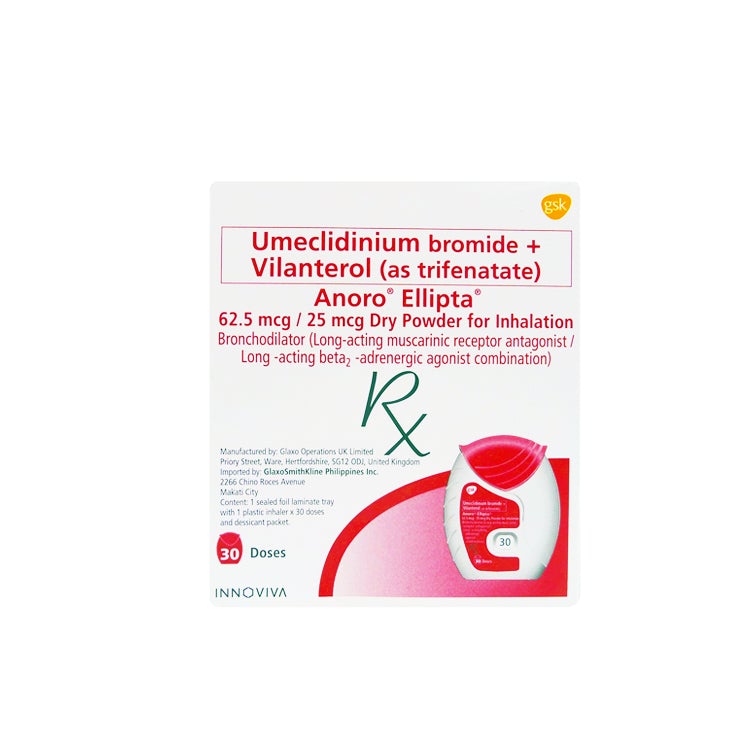 gsk
Umeclidinium bromide +
Vilanterol (as trifenatate)
Anoro® Ellipta®
62.5 mcg / 25 mcg Dry Powder for Inhalation
Bronchodilator (Long-acting muscarinic receptor antagonist /
Long -acting beta₂ -adrenergic agonist combination)
Rx
Manufactured by: Glaxo Operations UK Limited
Priory Street, Ware, Hertfordshire, SG12 ODJ, United Kingdom
Imported by: GlaxoSmithKline Philippines Inc.
2266 Chino Roces Avenue
Makati City
Content: 1 sealed foil laminate tray
with 1 plastic inhaler x 30 doses
and dessicant packet.
30 Doses
INNOVIVA
gsk
Umeclidinium bromide +
Vilanterol
Anoro® Ellipta®
30
30 Doses